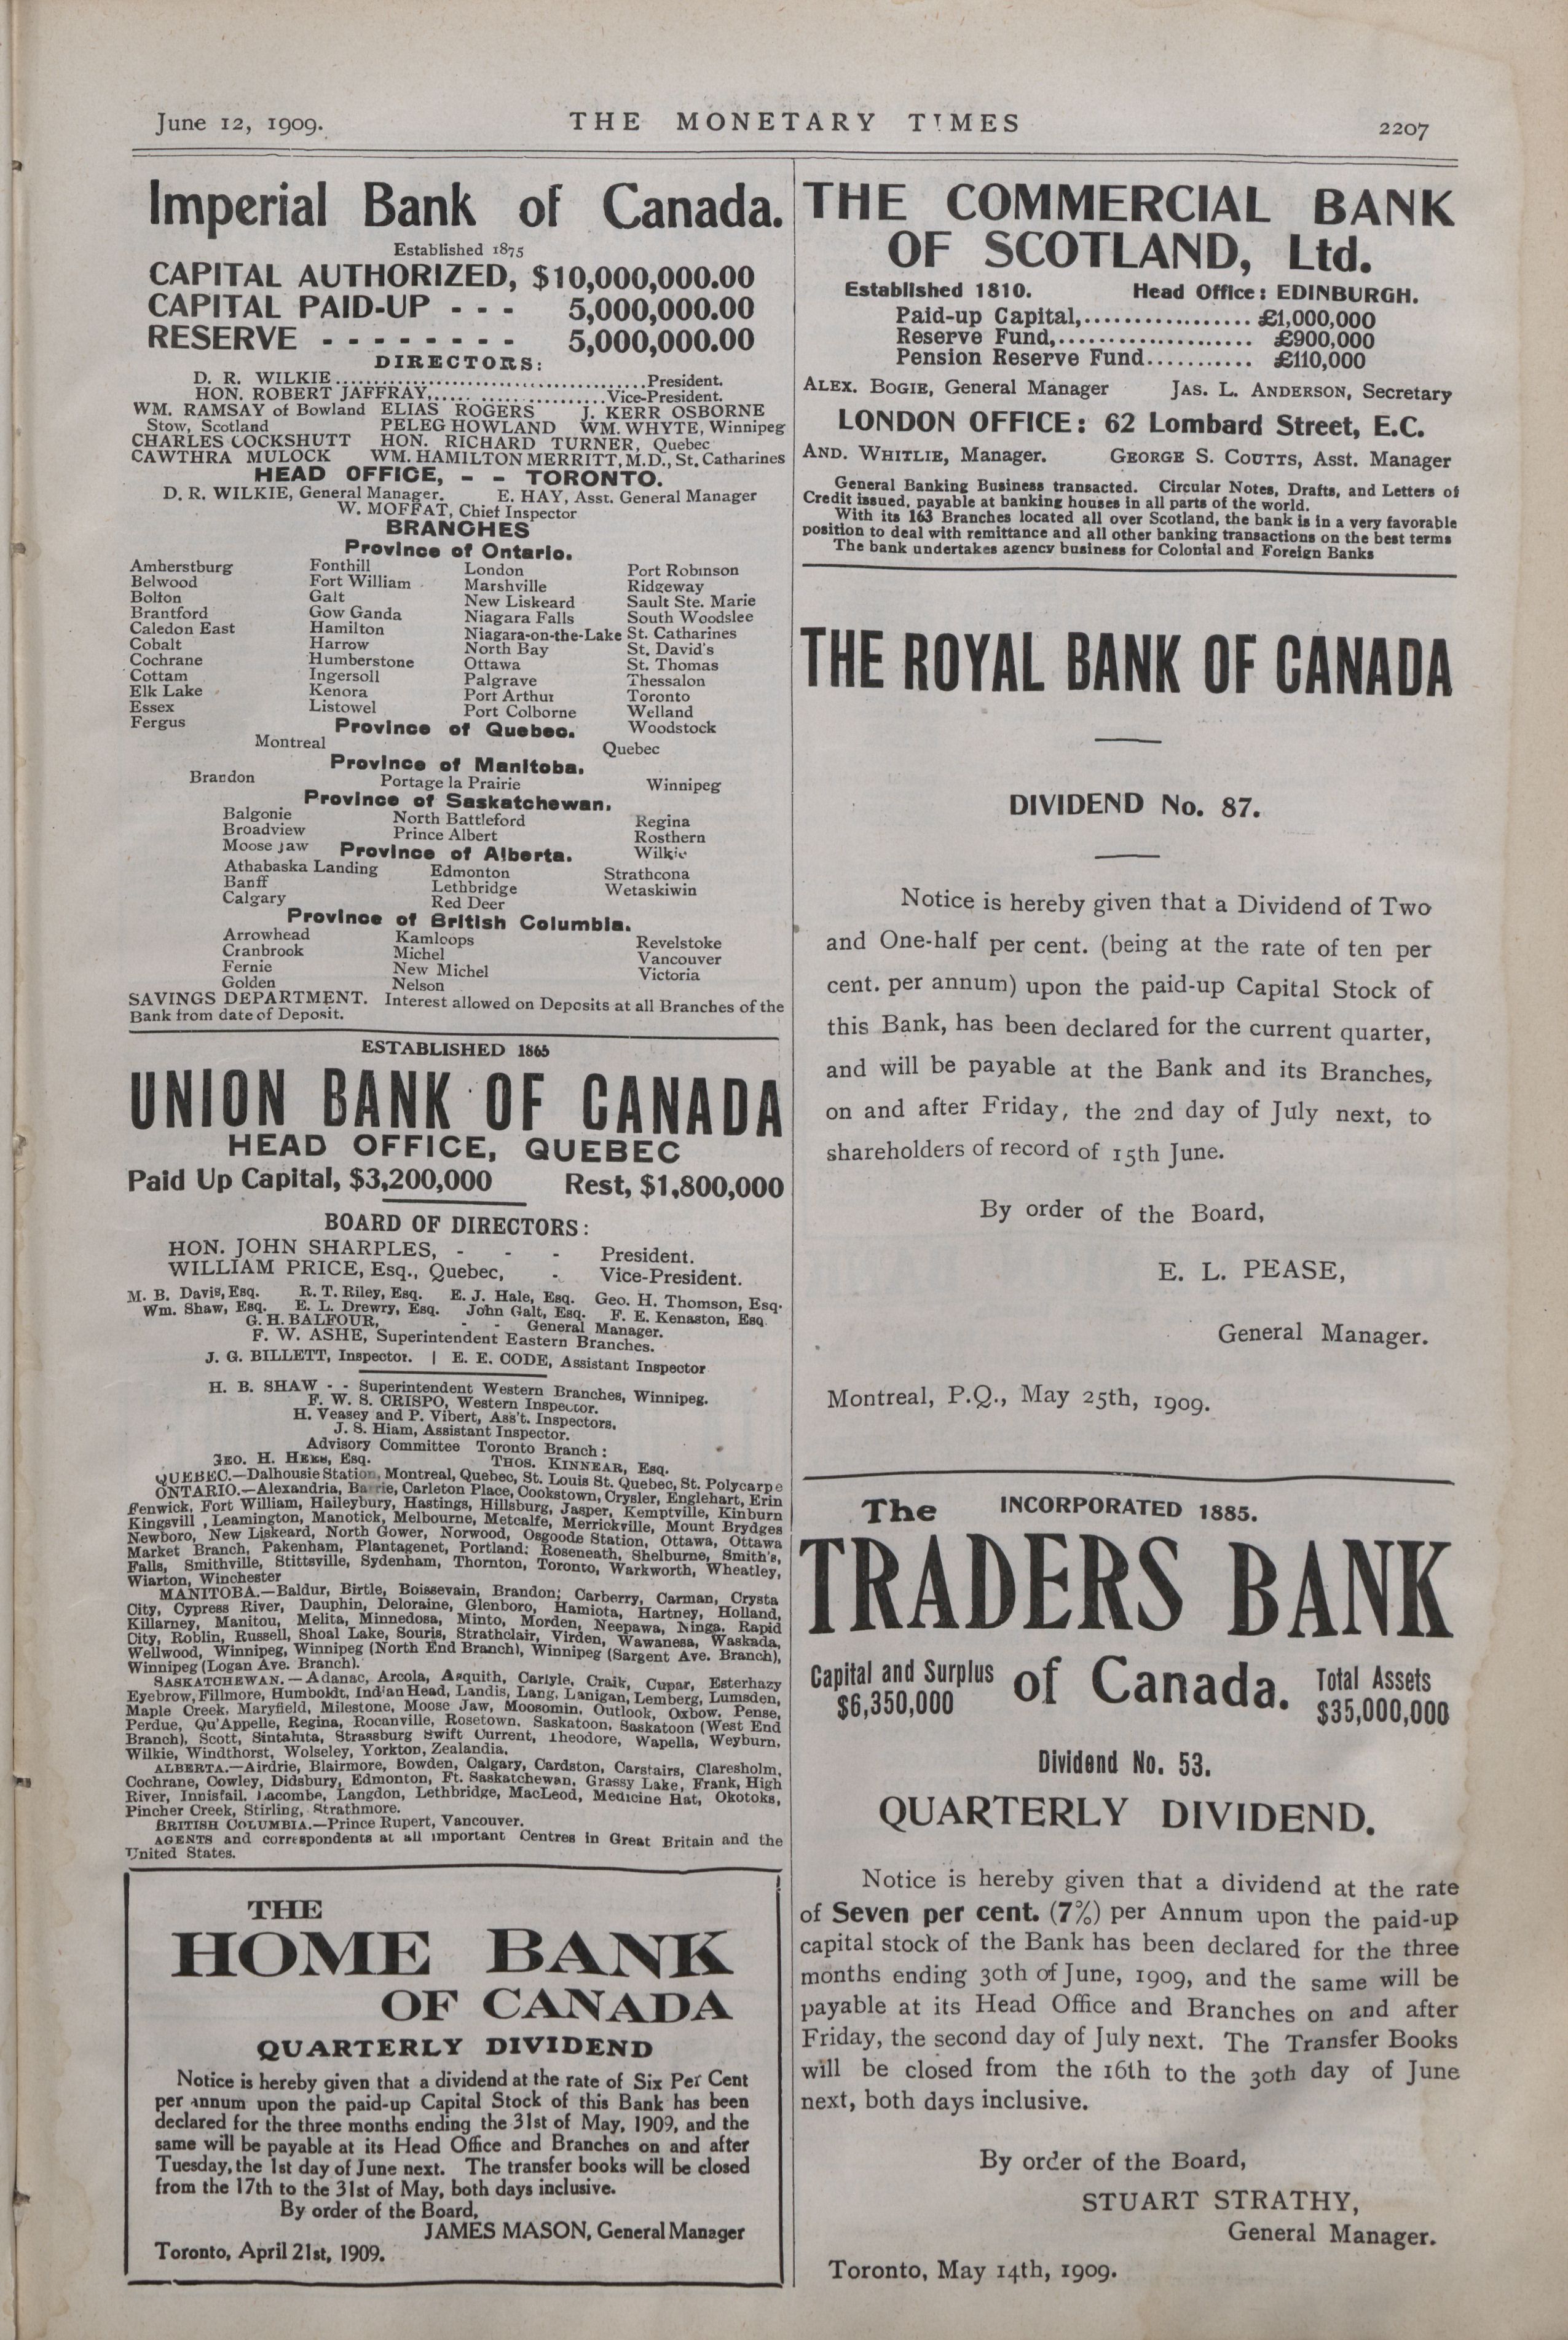 June 12, 1909.
THE MONETARY TIMES
2207
Imperial Bank of Canada.
Established 1875
CAPITAL AUTHORIZED, $10,000,000.00
CAPITAL PAID-UP - - - 5,000,000.00
RESERVE - - - - - - - - 5,000,000.00
DIRECTORS:
D. R. WILKIE........................................President.
HON. ROBERT JAFFRAY,.........................Vice-President.
WM. RAMSAY of Bowland ELIAS ROGERS J. KERR OSBORNE
Stow, Scotland PELEG HOWLAND WM. WHYTE, Winnipeg
CHARLES COCKSHUTT HON. RICHARD TURNER, Quebec
CAWTHRA MULOCK WM. HAMILTON MERRITT, M.D., St. Catharines
HEAD OFFICE, - - TORONTO.
D. R. WILKIE, General Manager. E. HAY, Asst. General Manager
W. MOFFAT, Chief Inspector
BRANCHES
Province of Ontario.
Amherstburg Fonthill London Port Robinson
Belwood Fort William Marshville Ridgeway
Bolton Galt New Liskeard Sault Ste. Marie
Brantford Gow Ganda Niagara Falls South Woodslee
Caledon East Hamilton Niagara-on-the-Lake St. Catharines
Cobalt Harrow North Bay St. David's
Cochrane Humberstone Ottawa St. Thomas
Cottam Ingersoll Palgrave Thessalon
Elk Lake Kenora Port Arthur Toronto
Essex Listowel Port Colborne Welland
Fergus Woodstock
Province of Quebec.
Montreal Quebec
Province of Manitoba.
Brandon Portage la Prairie Winnipeg
Province of Saskatchewan.
Balgonie North Battleford Regina
Broadview Prince Albert Rosthern
Moose Jaw Wilkie
Province of Alberta.
Athabaska Landing Edmonton Strathcona
Banff Lethbridge Wetaskiwin
Calgary Red Deer
Province of British Columbia.
Arrowhead Kamloops Revelstoke
Cranbrook Michel Vancouver
Fernie New Michel Victoria
Golden Nelson
SAVINGS DEPARTMENT. Interest allowed on Deposits at all Branches of the
Bank from date of Deposit.
ESTABLISHED 1865
UNION BANK OF CANADA
HEAD OFFICE, QUEBEC
Paid Up Capital, $3,200,000 Rest, $1,800,000
BOARD OF DIRECTORS:
HON. JOHN SHARPLES, - - - President.
WILLIAM PRICE, Esq., Quebec, - Vice-President.
M. B. Davis, Esq. R. T. Riley, Esq. E. J. Hale, Esq. Geo. H. Thomson, Esq.
Wm. Shaw, Esq. E. L. Drewry, Esq. John Galt, Esq. F. E. Kenaston, Esq.
G. H. BALFOUR, - - General Manager.
F. W. ASHE, Superintendent Eastern Branches.
J. G. BILLETT, Inspector. | E. E. CODE, Assistant Inspector
H. B. SHAW - - Superintendent Western Branches, Winnipeg.
F. W. S. CRISPO, Western Inspector.
H. Veasey and P. Vibert, Ass't. Inspectors.
J. S. Hiam, Assistant Inspector.
Advisory Committee Toronto Branch:
GEO. H. HEES, Esq. THOS. KINNEAR, Esq.
QUEBEC.—Dalhousie Station, Montreal, Quebec, St. Louis St. Quebec, St. Polycarpe
ONTARIO.—Alexandria, Barrie, Carleton Place, Cookstown, Crysler, Englehart, Erin
Fenwick, Fort William, Haileybury, Hastings, Hillsburg, Jasper, Kemptville, Kinburn
Kingsvill , Leamington, Manotick, Melbourne, Metcalfe, Merrickville, Mount Brydges
Newboro, New Liskeard, North Gower, Norwood, Osgoode Station, Ottawa, Ottawa
Market Branch, Pakenham, Plantagenet, Portland; Roseneath, Shelburne, Smith's,
Falls, Smithville, Stittsville, Sydenham, Thornton, Toronto, Warkworth, Wheatley,
Wiarton, Winchester
MANITOBA.—Baldur, Birtle, Boissevain, Brandon; Carberry, Carman, Crysta
City, Cypress River, Dauphin, Deloraine, Glenboro, Hamiota, Hartney, Holland,
Killarney, Manitou, Melita, Minnedosa, Minto, Morden, Neepawa, Ninga, Rapid
City, Roblin, Russell, Shoal Lake, Souris, Strathclair, Virden, Wawanesa, Waskada,
Wellwood, Winnipeg, Winnipeg (North End Branch), Winnipeg (Sargent Ave. Branch),
Winnipeg (Logan Ave. Branch).
SASKATCHEWAN.—Adanac, Arcola, Asquith, Carlyle, Craik, Cupar, Esterhazy
Eyebrow, Fillmore, Humboldt, Indian Head, Landis, Lang, Lanigan, Lemberg, Lumsden,
Maple Creek, Maryfield, Milestone, Moose Jaw, Moosomin, Outlook, Oxbow, Pense,
Perdue, Qu'Appelle, Regina, Rocanville, Rosetown, Saskatoon, Saskatoon (West End
Branch), Scott, Sintaluta, Strassburg Swift Current, Theodore, Wapella, Weyburn,
Wilkie, Windthorst, Wolseley, Yorkton, Zealandia.
ALBERTA.—Airdrie, Blairmore, Bowden, Calgary, Cardston, Carstairs, Claresholm,
Cochrane, Cowley, Didsbury, Edmonton, Ft. Saskatchewan, Grassy Lake, Frank, High
River, Innisfail, Lacombe, Langdon, Lethbridge, MacLeod, Medicine Hat, Okotoks,
Pincher Creek, Stirling, Strathmore.
BRITISH COLUMBIA.—Prince Rupert, Vancouver.
AGENTS and correspondents at all important Centres in Great Britain and the
United States.
THE
HOME BANK
OF CANADA
QUARTERLY DIVIDEND
Notice is hereby given that a dividend at the rate of Six Per Cent
per annum upon the paid-up Capital Stock of this Bank has been
declared for the three months ending the 31st of May, 1909, and the
same will be payable at its Head Office and Branches on and after
Tuesday, the 1st day of June next. The transfer books will be closed
from the 17th to the 31st of May, both days inclusive.
By order of the Board,
JAMES MASON, General Manager
Toronto, April 21st, 1909.
THE COMMERCIAL BANK
OF SCOTLAND, Ltd.
Established 1810. Head Office: EDINBURGH.
Paid-up Capital,................. £1,000,000
Reserve Fund,.................... £900,000
Pension Reserve Fund........... £110,000
ALEX. BOGIE, General Manager JAS. L. ANDERSON, Secretary
LONDON OFFICE: 62 Lombard Street, E.C.
AND. WHITLIE, Manager. GEORGE S. COUTTS, Asst. Manager
General Banking Business transacted. Circular Notes, Drafts, and Letters of
Credit issued, payable at banking houses in all parts of the world.
With its 163 Branches located all over Scotland, the bank is in a very favorable
position to deal with remittance and all other banking transactions on the best terms
The bank undertakes agency business for Colonial and Foreign Banks
THE ROYAL BANK OF CANADA
DIVIDEND No. 87.
Notice is hereby given that a Dividend of Two
and One-half per cent. (being at the rate of ten per
cent. per annum) upon the paid-up Capital Stock of
this Bank, has been declared for the current quarter,
and will be payable at the Bank and its Branches,
on and after Friday, the 2nd day of July next, to
shareholders of record of 15th June.
By order of the Board,
E. L. PEASE,
General Manager.
Montreal, P.Q., May 25th, 1909.
The INCORPORATED 1885.
TRADERS BANK
Capital and Surplus
$6,350,000
of Canada.
Total Assets
$35,000,000
Dividend No. 53.
QUARTERLY DIVIDEND.
Notice is hereby given that a dividend at the rate
of Seven per cent. (7%) per Annum upon the paid-up
capital stock of the Bank has been declared for the three
months ending 30th of June, 1909, and the same will be
payable at its Head Office and Branches on and after
Friday, the second day of July next. The Transfer Books
will be closed from the 16th to the 30th day of June
next, both days inclusive.
By order of the Board,
STUART STRATHY,
General Manager.
Toronto, May 14th, 1909.